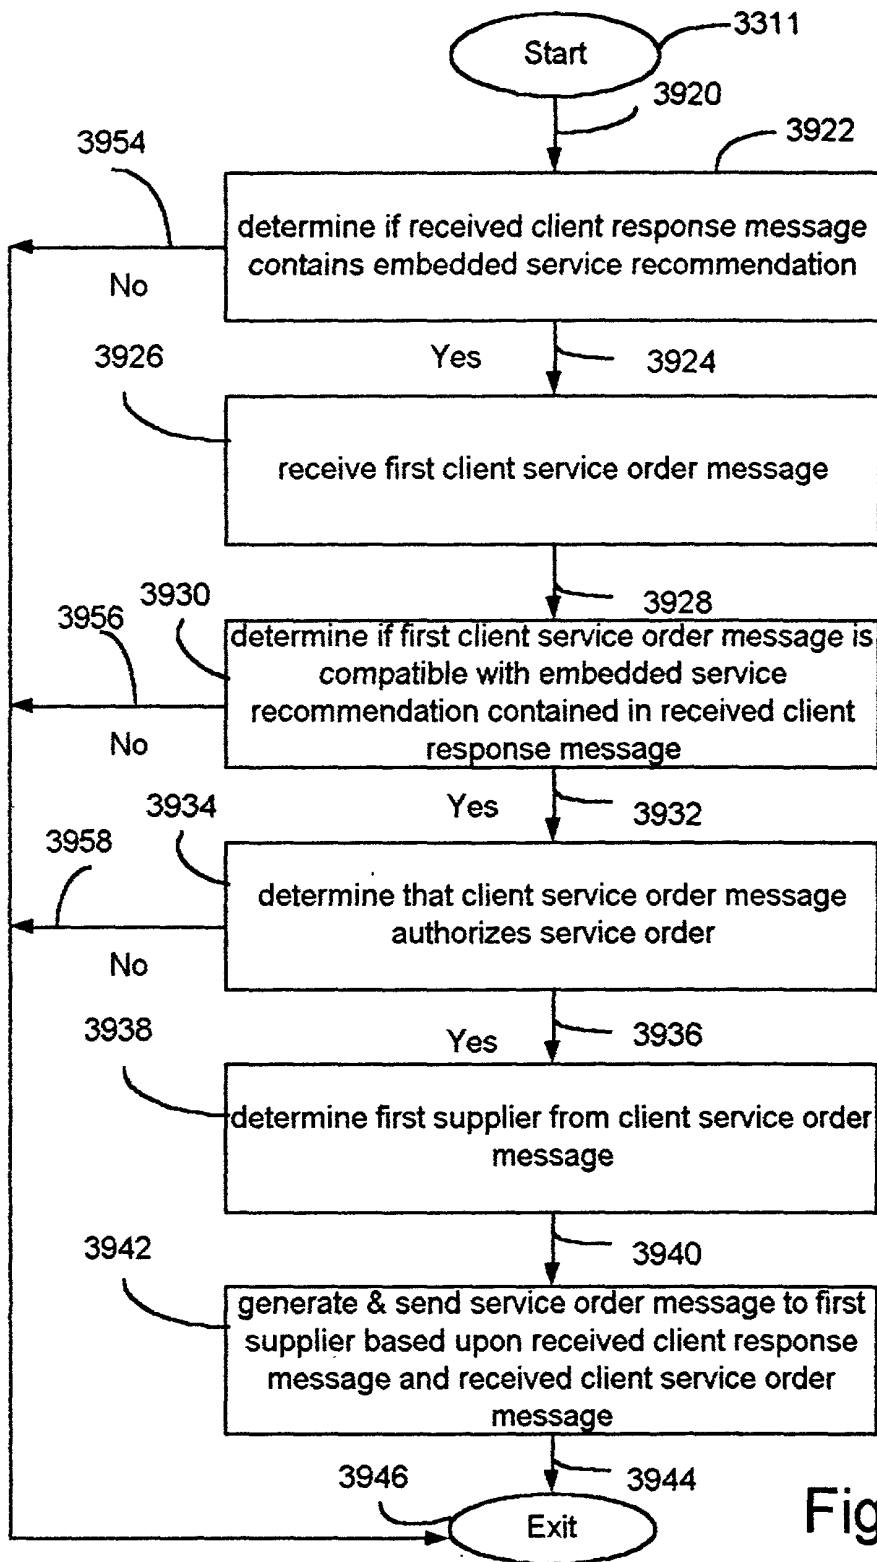 3311
Start
3920
3954
3922
determine if received client response message
contains embedded service recommendation
No
3926
Yes
3924
receive first client service order message
3928
3930
3956
determine if first client service order message is
compatible with embedded service
recommendation contained in received client
response message
No
3934
Yes
3932
3958
determine that client service order message
authorizes service order
No
3938
Yes
3936
determine first supplier from client service order
message
3942
3940
generate & send service order message to first
supplier based upon received client response
message and received client service order
message
3946
3944
Exit
Fig